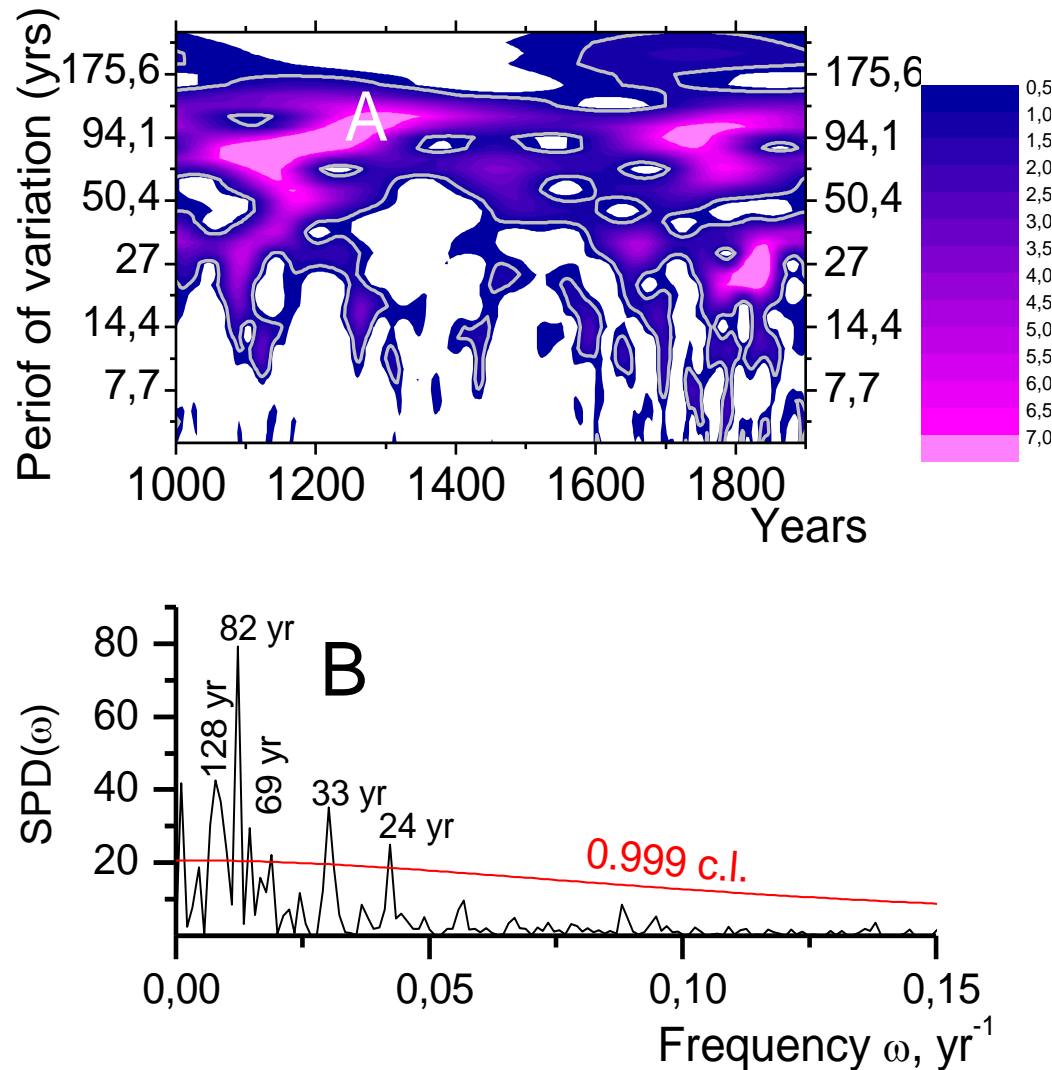 Period of variation (yrs)
175,6
94,1
50,4
27
14,4
7,7
A
175,6
94,1
50,4
27
14,4
7,7
0,5
1,0
1,5
2,0
2,5
3,0
3,5
4,0
4,5
5,0
5,5
6,0
6,5
7,0
1000 1200 1400 1600 1800
Years
SPD(ω)
80
60
40
20
128 yr
82 yr
69 yr
B
33 yr
24 yr
0.999 c.l.
0,00 0,05 0,10 0,15
Frequency ω, yr⁻¹